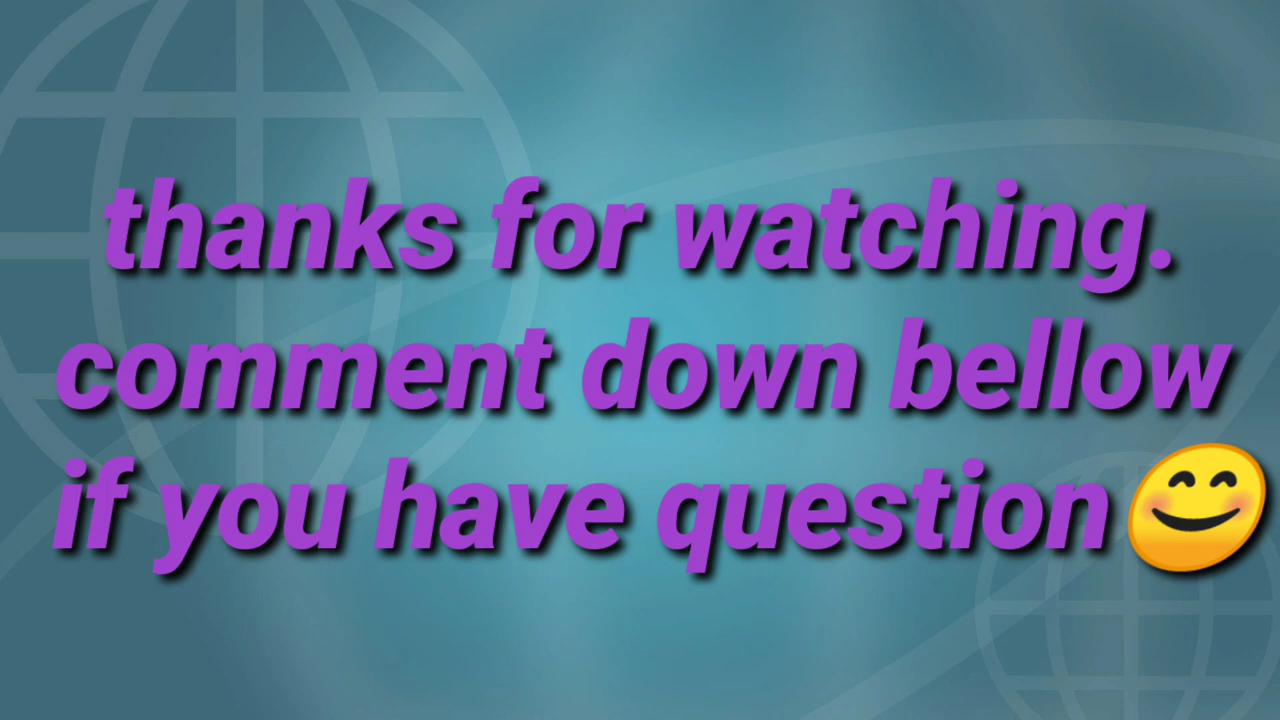 thanks for watching.
comment down bellow
if you have question😊